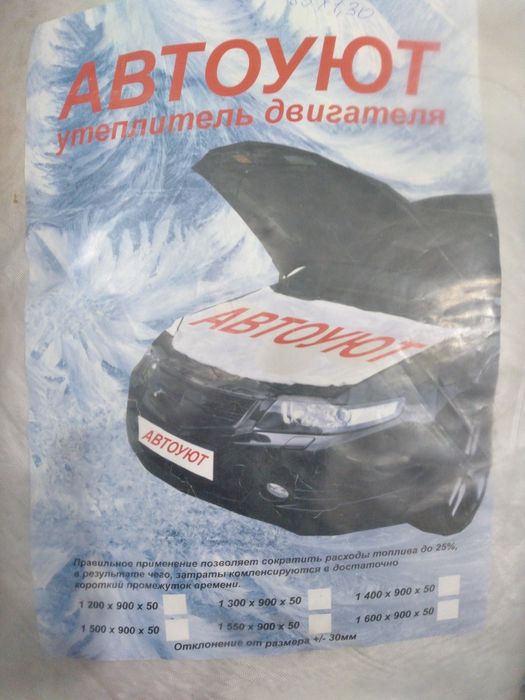 АВТОУЮТ
утеплитель двигателя
АВТОУЮТ
АВТОУЮТ
Правильное применение позволяет сократить расходы топлива до 25%,
в результате чего, затраты компенсируются в достаточно
короткий промежуток времени.
1 200 х 900 х 50 1 300 х 900 х 50 1 400 х 900 х 50
1 500 х 900 х 50 1 550 х 900 х 50 1 600 х 900 х 50
Отклонение от размера +/- 30мм